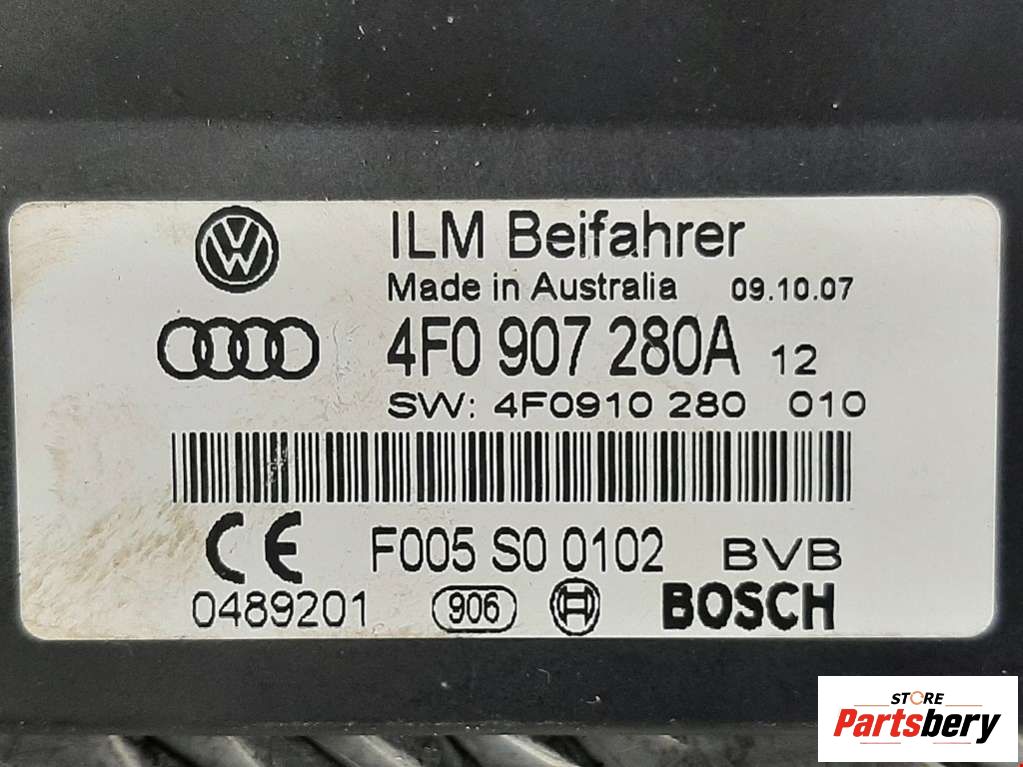 ILM Beifahrer
Made in Australia 09.10.07
4F0 907 280A 12
SW: 4F0910 280 010
CE F005 S0 0102 BVB
0489201 906 BOSCH
STORE
Partsbery